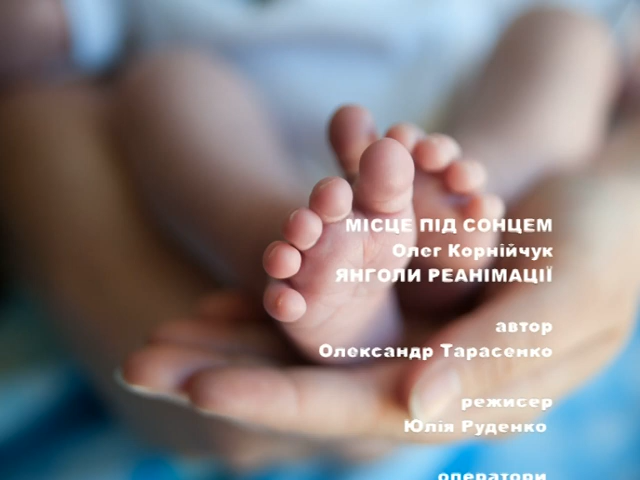 МІСЦЕ ПІД СОНЦЕМ
Олег Корнійчук
ЯНГОЛИ РЕАНІМАЦІЇ
автор
Олександр Тарасенко
режисер
Юлія Руденко
оператори